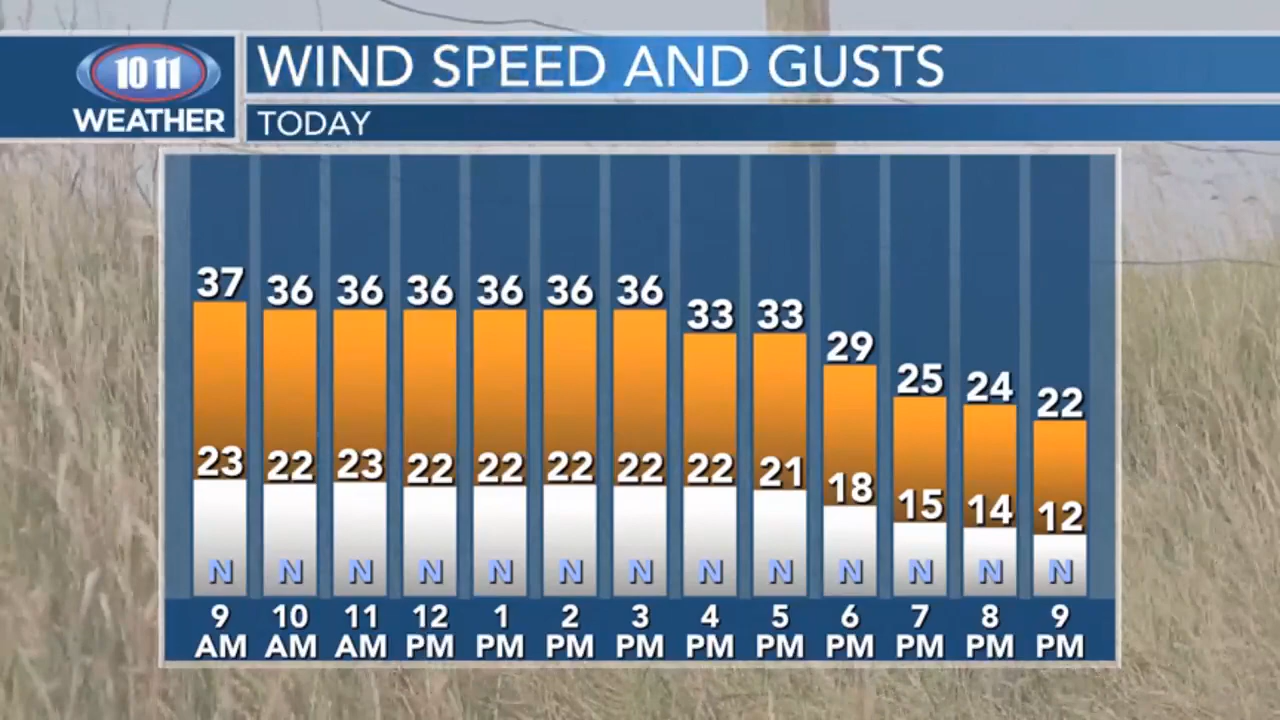 10 11
WEATHER
WIND SPEED AND GUSTS
TODAY
37 36 36 36 36 36 36 33 33 29 25 24 22
23 22 23 22 22 22 22 22 21 18 15 14 12
N N N N N N N N N N N N N
9 10 11 12 1 2 3 4 5 6 7 8 9
AM AM AM PM PM PM PM PM PM PM PM PM PM